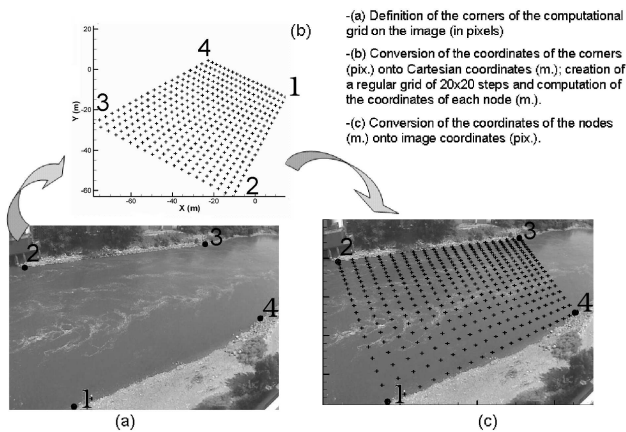 (b)
-(a) Definition of the corners of the computational
grid on the image (in pixels)
-(b) Conversion of the coordinates of the corners
(pix.) onto Cartesian coordinates (m.); creation of
a regular grid of 20x20 steps and computation of
the coordinates of each node (m.).
-(c) Conversion of the coordinates of the nodes
(m.) onto image coordinates (pix.).
20
0
-20
-40
-60
Y (m)
4
1
3
2
-60
-40
-20
0
X (m)
2
3
4
1
(a)
2
3
4
1
(c)